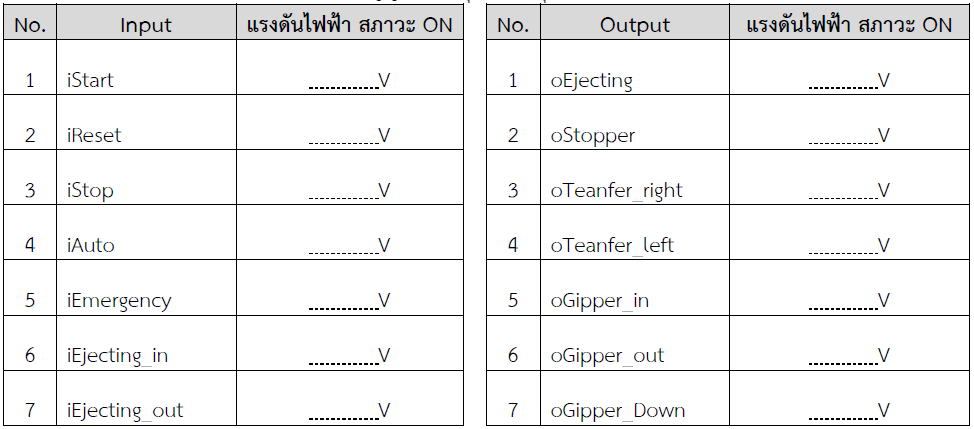 No. Input แรงดันไฟฟ้า สภาวะ ON
1 iStart ............V
2 iReset ............V
3 iStop ............V
4 iAuto ............V
5 iEmergency ............V
6 iEjecting_in ............V
7 iEjecting_out ............V
No. Output แรงดันไฟฟ้า สภาวะ ON
1 oEjecting ............V
2 oStopper ............V
3 oTeanfer_right ............V
4 oTeanfer_left ............V
5 oGipper_in ............V
6 oGipper_out ............V
7 oGipper_Down ............V